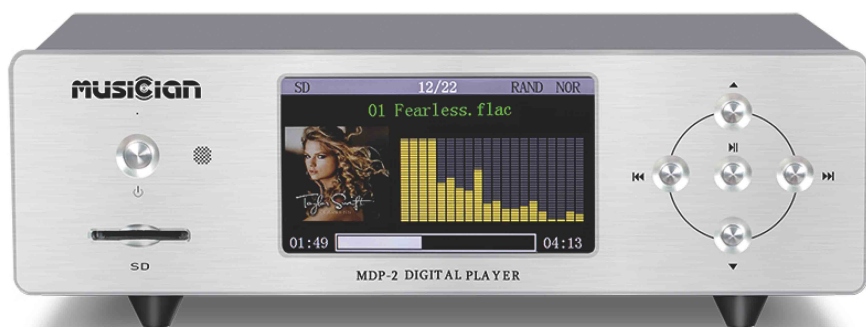 musiCian
SD 12/22 RAND NOR
01 Fearless.flac
Taylor Swift
01:49 04:13
SD
MDP-2 DIGITAL PLAYER